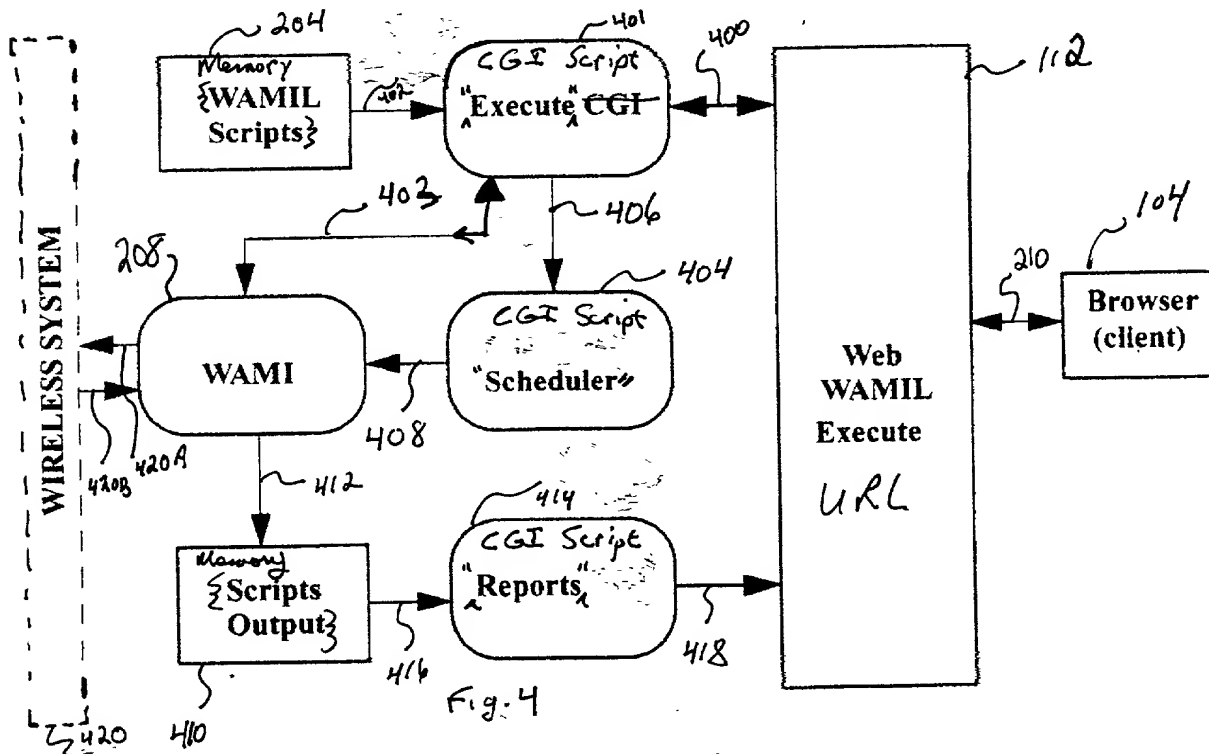 204
Memory
{WAMIL
Scripts}
402
401
CGI Script
"Execute" CGI
400
112
403
406
WIRELESS SYSTEM
208
WAMI
404
CGI Script
"Scheduler"
408
Web
WAMIL
Execute
URL
210
104
Browser
(client)
420B
420A
412
Memory
{Scripts
Output}
410
416
414
CGI Script
"Reports"
418
420
Fig. 4